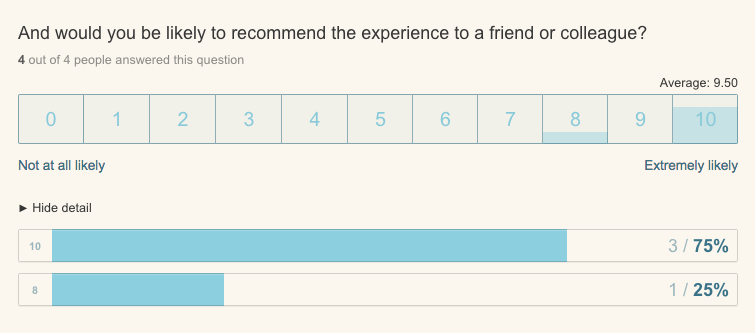 And would you be likely to recommend the experience to a friend or colleague?
4 out of 4 people answered this question
Average: 9.50
0 1 2 3 4 5 6 7 8 9 10
Not at all likely Extremely likely
► Hide detail
10 3 / 75%
8 1 / 25%